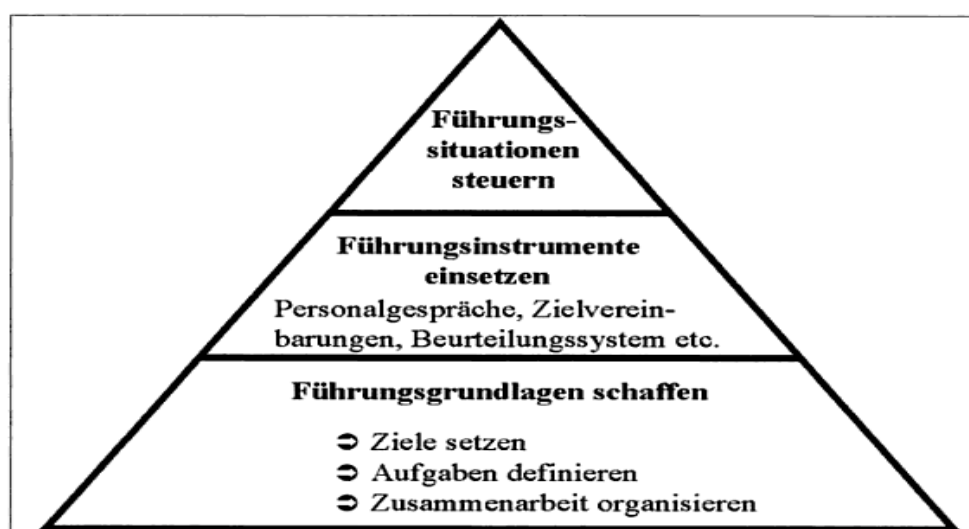 Führungs-
situationen
steuern
Führungsinstrumente
einsetzen
Personalgespräche, Zielverein-
barungen, Beurteilungssystem etc.
Führungsgrundlagen schaffen
➲ Ziele setzen
➲ Aufgaben definieren
➲ Zusammenarbeit organisieren